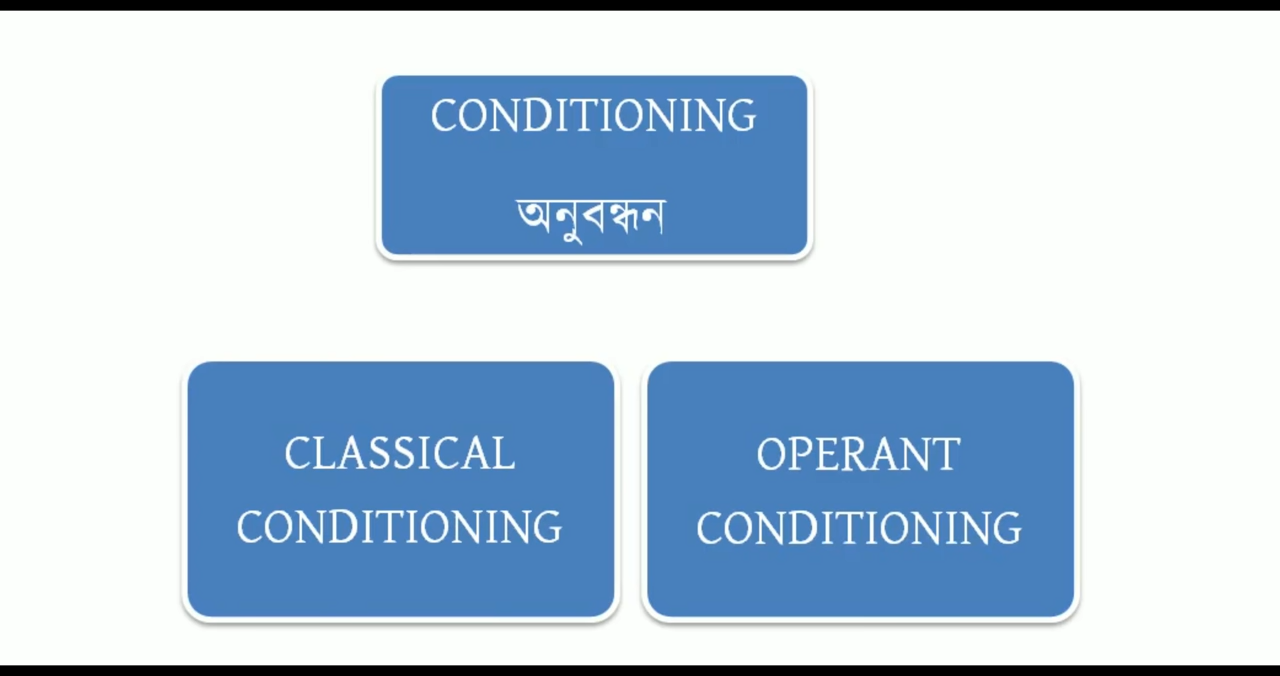 CONDITIONING
অনুবন্ধন
CLASSICAL
CONDITIONING
OPERANT
CONDITIONING